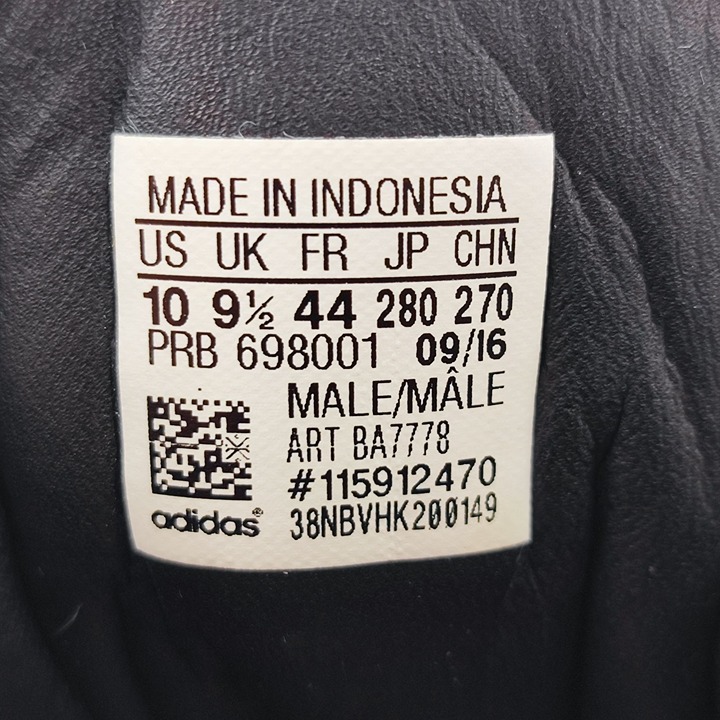 MADE IN INDONESIA
US UK FR JP CHN
10 9½ 44 280 270
PRB 698001 09/16
MALE/MÂLE
ART BA7778
#115912470
adidas® 38NBVHK200149